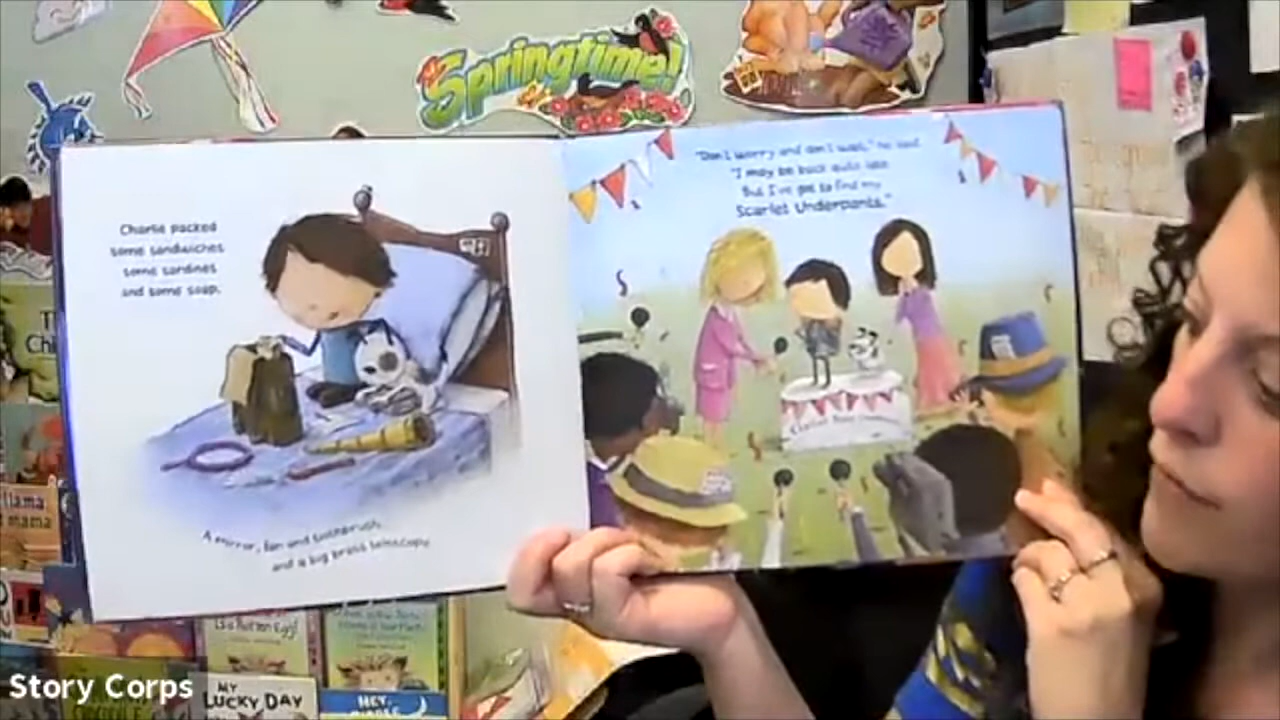 Springtime!
Charlie packed
some sandwiches
some sardines
and some soap.
A mirror, fan and toothbrush,
and a big brass telescope.
"Don't worry and don't wait," he said.
"I may be back quite late
But I've got to find my
Scarlet Underpants."
llama
mama
MY
LUCKY DAY
HEY,
Story Corps